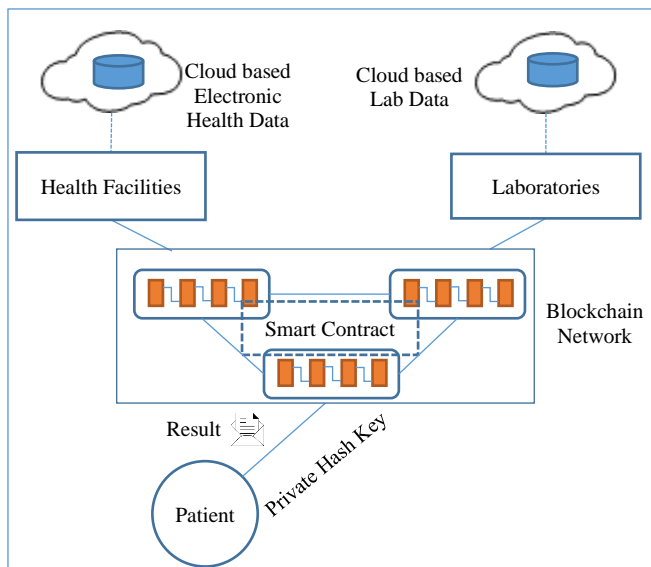 Cloud based
Electronic
Health Data
Cloud based
Lab Data
Health Facilities
Laboratories
Smart Contract
Blockchain
Network
Result
Private Hash Key
Patient